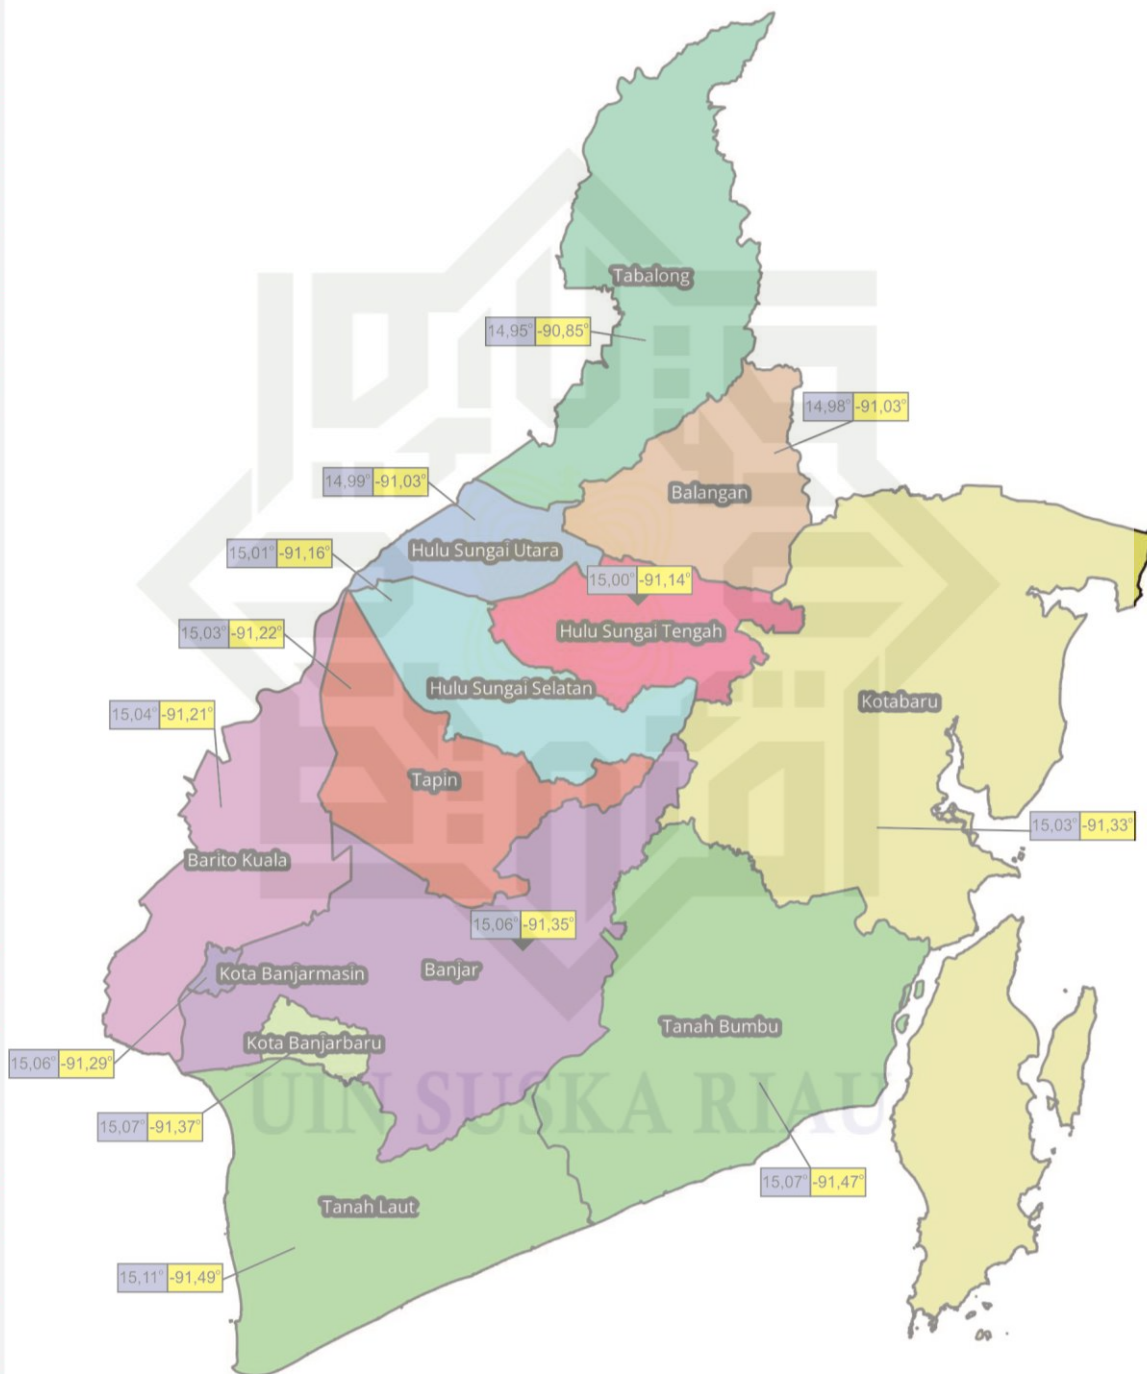 Tabalong
14,95° -90,85°
14,98° -91,03°
14,99° -91,03°
Balangan
Hulu Sungai Utara
15,01° -91,16°
15,00° -91,14°
15,03° -91,22°
Hulu Sungai Tengah
Hulu Sungai Selatan
Kotabaru
15,04° -91,21°
Tapin
15,03° -91,33°
Barito Kuala
15,06° -91,35°
Kota Banjarmasin
Banjar
Tanah Bumbu
Kota Banjarbaru
15,06° -91,29°
UIN SUSKA RIAU
15,07° -91,37°
15,07° -91,47°
Tanah Laut
15,11° -91,49°